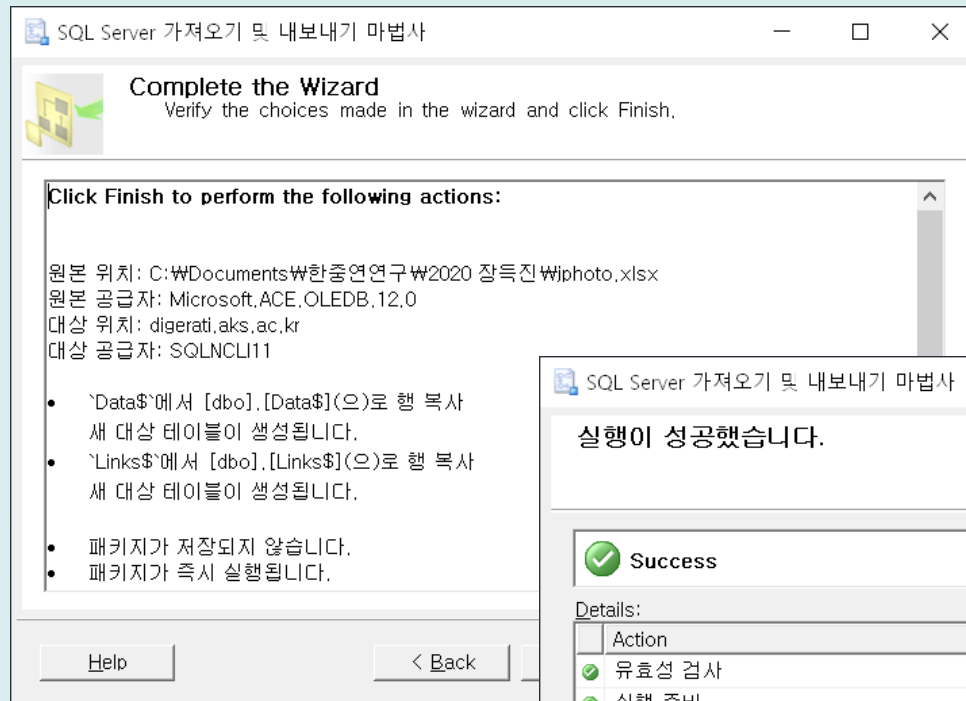 SQL Server 가져오기 및 내보내기 마법사
Complete the Wizard
Verify the choices made in the wizard and click Finish.
Click Finish to perform the following actions:
원본 위치: C:₩Documents₩한중연연구₩2020 장득진₩jphoto.xlsx
원본 공급자: Microsoft.ACE.OLEDB.12.0
대상 위치: digerati.aks.ac.kr
대상 공급자: SQLNCLI11
• `Data$`에서 [dbo].[Data$](으)로 행 복사
새 대상 테이블이 생성됩니다.
• `Links$`에서 [dbo].[Links$](으)로 행 복사
새 대상 테이블이 생성됩니다.
• 패키지가 저장되지 않습니다.
• 패키지가 즉시 실행됩니다.
Help
< Back
SQL Server 가져오기 및 내보내기 마법사
실행이 성공했습니다.
Success
Details:
Action
유효성 검사
실행 준비